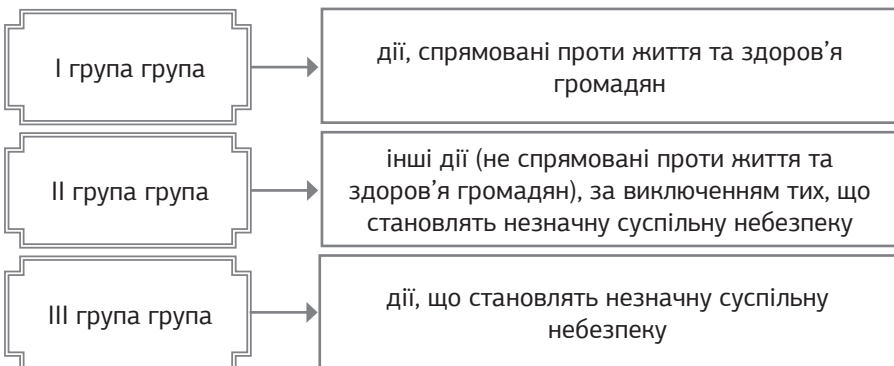 І група група
дії, спрямовані проти життя та здоров’я
громадян
ІІ група група
інші дії (не спрямовані проти життя та
здоров’я громадян), за виключенням тих, що
становлять незначну суспільну небезпеку
ІІІ група група
дії, що становлять незначну суспільну
небезпеку